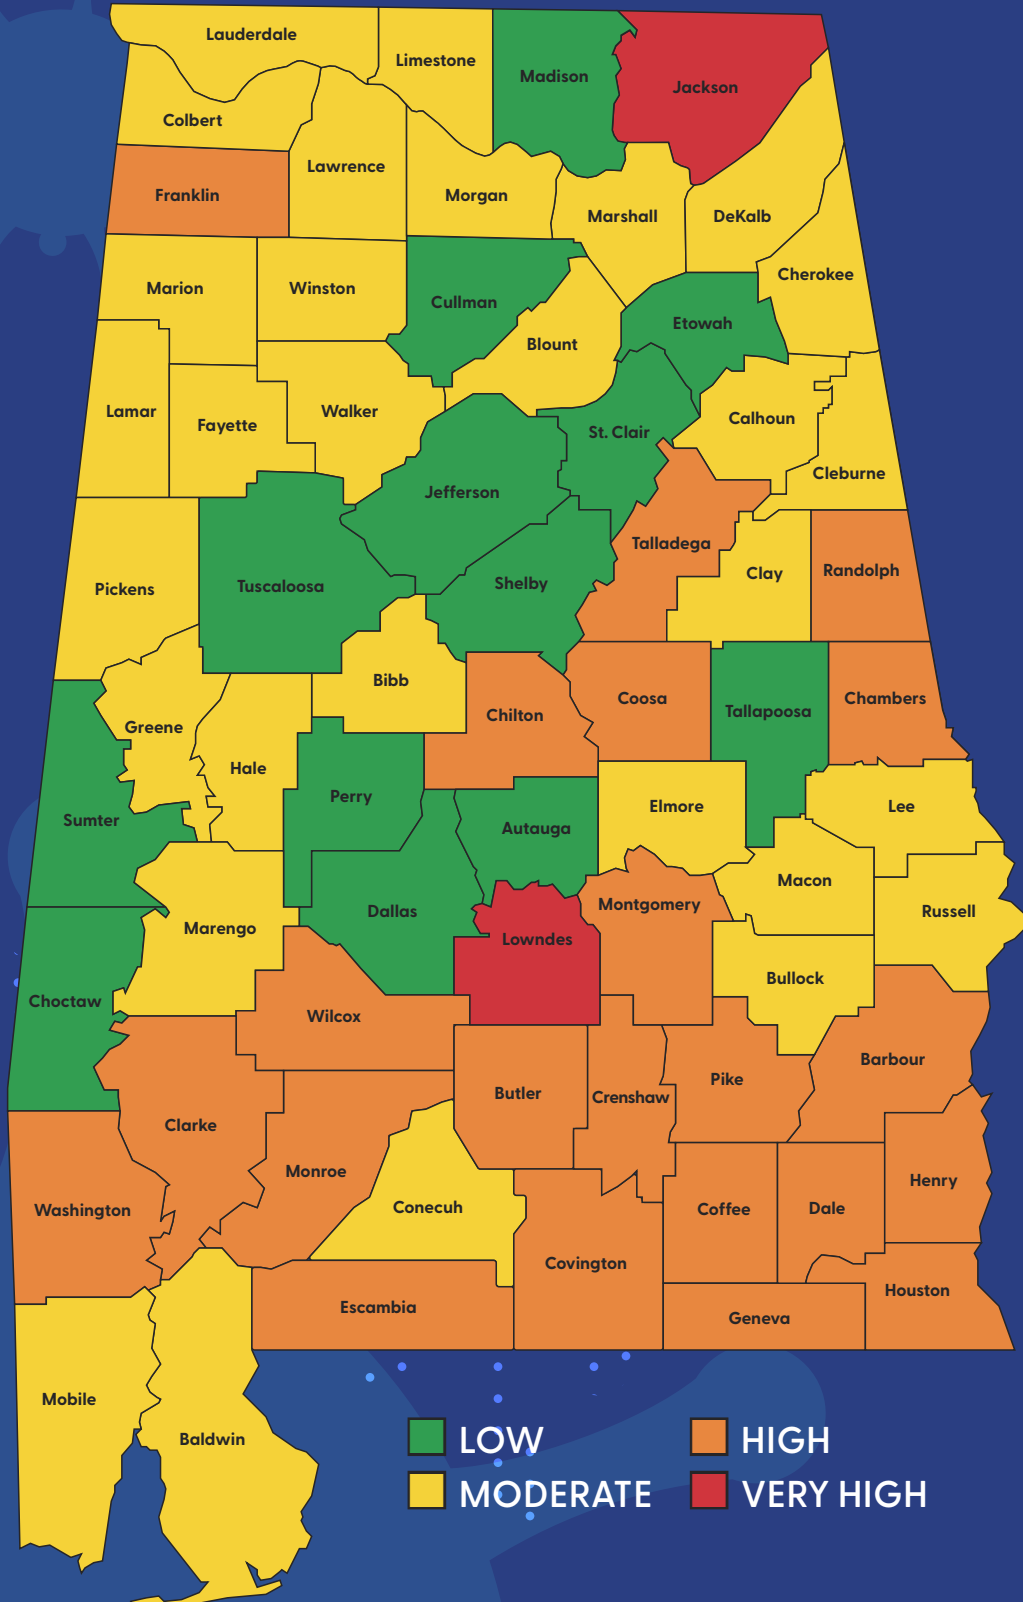 Lauderdale
Limestone
Madison
Jackson
Colbert
Lawrence
Franklin
Morgan
Marshall
DeKalb
Cherokee
Marion
Winston
Cullman
Etowah
Blount
Lamar
Fayette
Walker
St. Clair
Calhoun
Cleburne
Jefferson
Talladega
Clay
Randolph
Pickens
Tuscaloosa
Shelby
Bibb
Chilton
Coosa
Tallapoosa
Chambers
Greene
Hale
Perry
Sumter
Autauga
Elmore
Lee
Macon
Dallas
Montgomery
Russell
Marengo
Lowndes
Bullock
Choctaw
Wilcox
Barbour
Butler
Crenshaw
Pike
Clarke
Monroe
Henry
Washington
Conecuh
Coffee
Dale
Covington
Houston
Escambia
Geneva
Mobile
Baldwin
LOW
HIGH
MODERATE
VERY HIGH